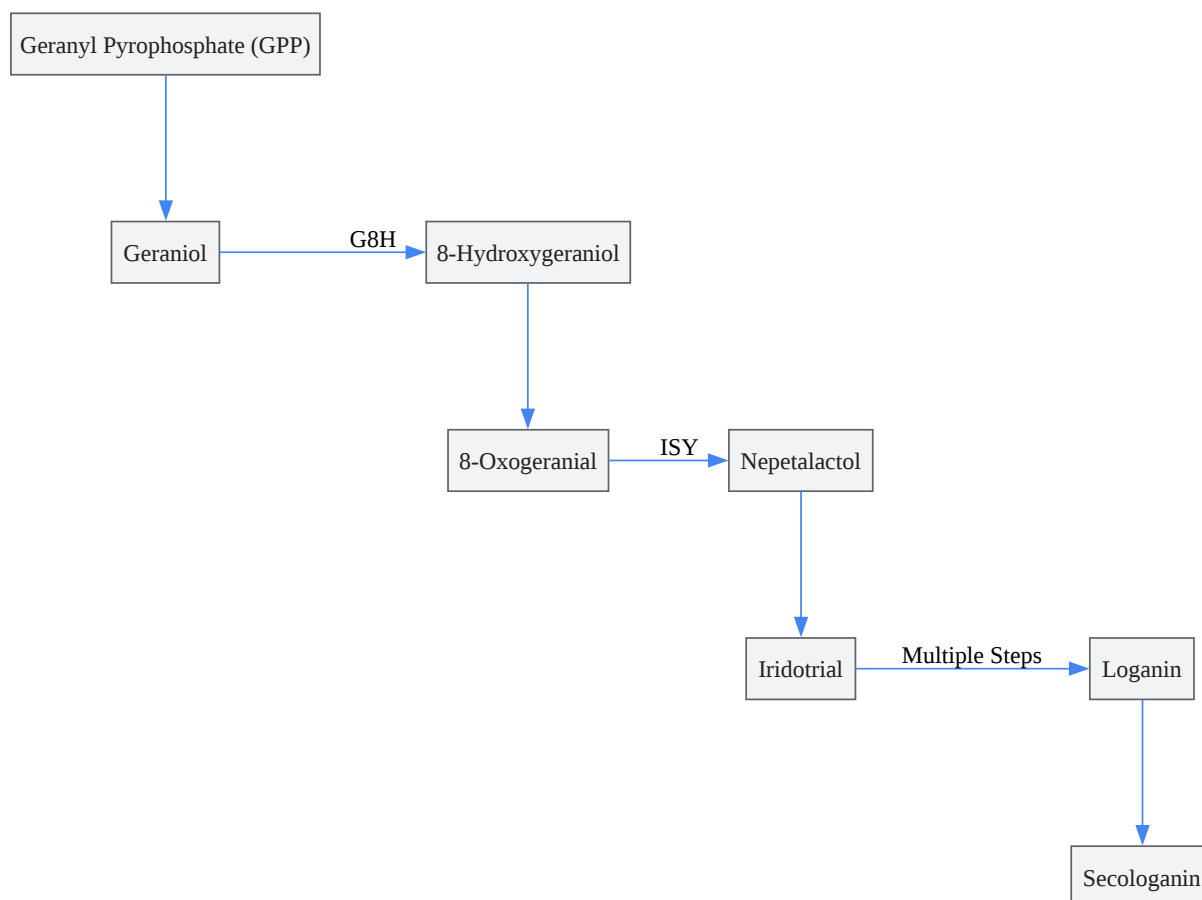 Geranyl Pyrophosphate (GPP)
Geraniol
G8H
8-Hydroxygeraniol
8-Oxogeranial
ISY
Nepetalactol
Iridotrial
Multiple Steps
Loganin
Secologanin